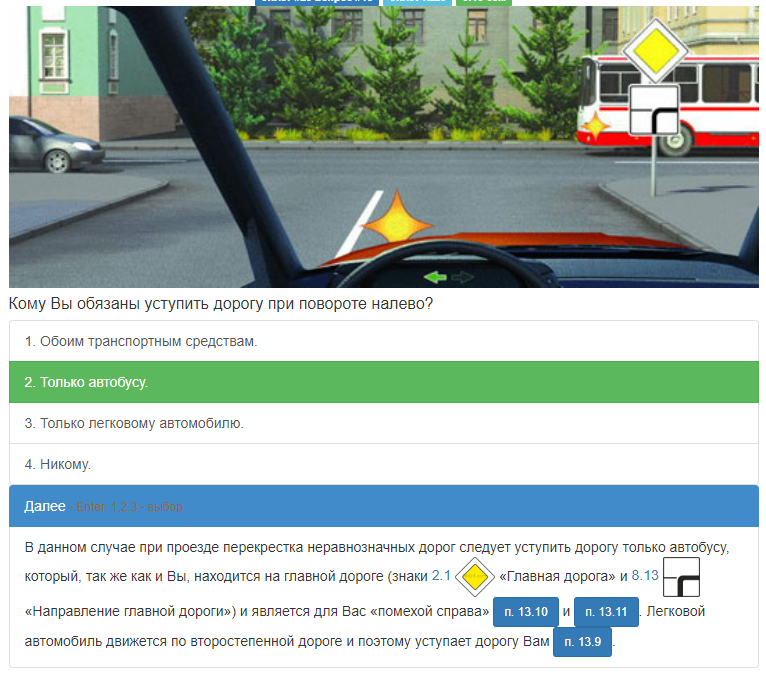 Кому Вы обязаны уступить дорогу при повороте налево?
1. Обоим транспортным средствам.
2. Только автобусу.
3. Только легковому автомобилю.
4. Никому.
Далее - Enter. 1,2,3 - выбор
В данном случае при проезде перекрестка неравнозначных дорог следует уступить дорогу только автобусу,
который, так же как и Вы, находится на главной дороге (знаки 2.1 «Главная дорога» и 8.13
«Направление главной дороги») и является для Вас «помехой справа» п. 13.10 и п. 13.11. Легковой
автомобиль движется по второстепенной дороге и поэтому уступает дорогу Вам п. 13.9.